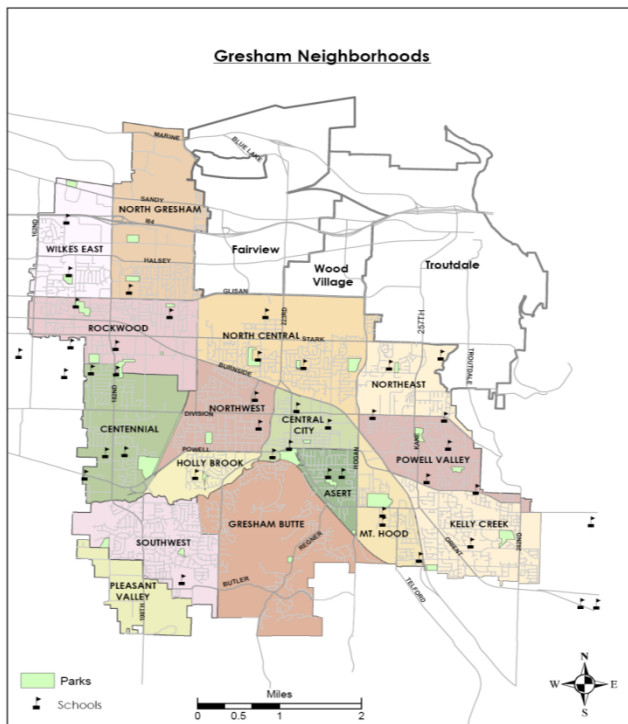 Gresham Neighborhoods
MARINE
BLUE LAKE
SANDY
NORTH GRESHAM
I84
162ND
WILKES EAST
Fairview
HALSEY
Wood
Village
Troutdale
GLISAN
223RD
257TH
ROCKWOOD
NORTH CENTRAL
STARK
TROUTDALE
BURNSIDE
NORTHEAST
182ND
NORTHWEST
DIVISION
CENTRAL
CITY
CENTENNIAL
KANE
POWELL
HOGAN
POWELL VALLEY
HOLLY BROOK
ASERT
GRESHAM BUTTE
KELLY CREEK
REGNER
MT. HOOD
ORIENT
282ND
SOUTHWEST
BUTLER
TELFORD
PLEASANT
VALLEY
190TH
Parks
Schools
Miles
0 0.5 1 2
N
W E
S